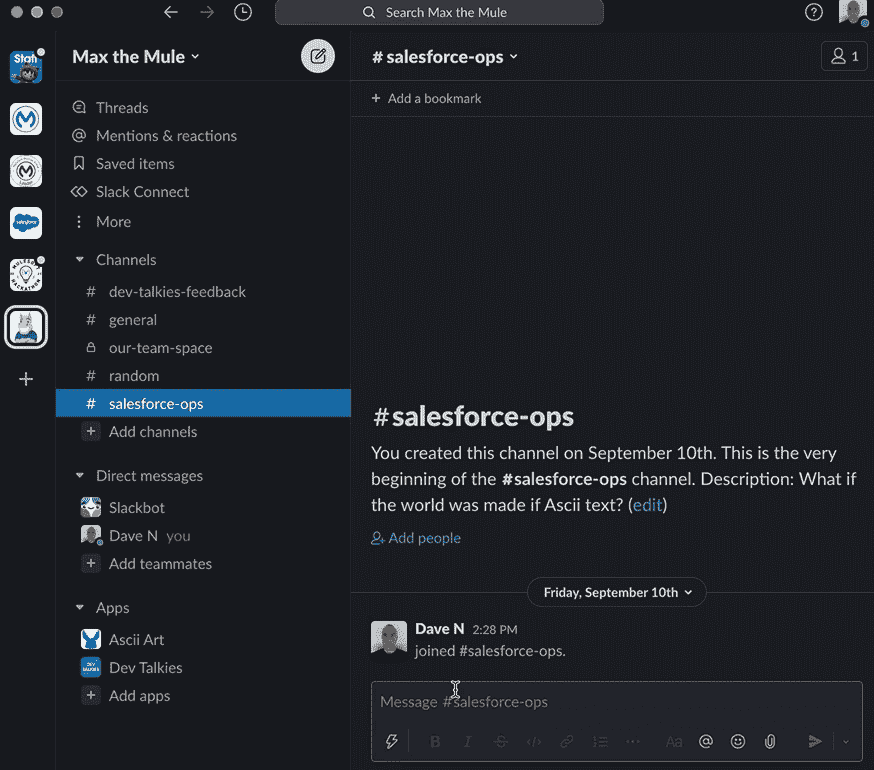 Search Max the Mule
Stafi
Max the Mule
# salesforce-ops
1
+ Add a bookmark
Threads
Mentions & reactions
Saved items
Slack Connect
More
Channels
# dev-talkies-feedback
# general
our-team-space
# random
# salesforce-ops
+ Add channels
Direct messages
Slackbot
Dave N you
+ Add teammates
Apps
Ascii Art
Dev Talkies
+ Add apps
#salesforce-ops
You created this channel on September 10th. This is the very
beginning of the #salesforce-ops channel. Description: What if
the world was made if Ascii text? (edit)
Add people
Friday, September 10th
Dave N 2:28 PM
joined #salesforce-ops.
Message #salesforce-ops
B I S </> Aa @